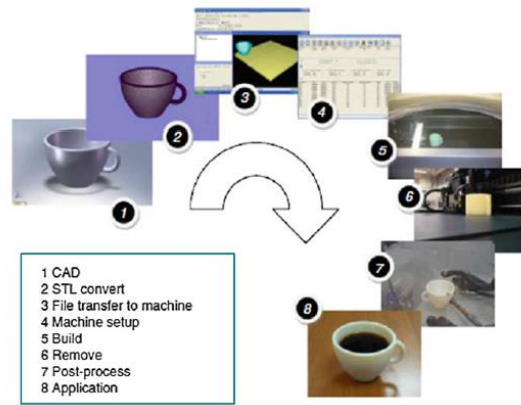 1
2
3
4
5
6
7
8
1 CAD
2 STL convert
3 File transfer to machine
4 Machine setup
5 Build
6 Remove
7 Post-process
8 Application